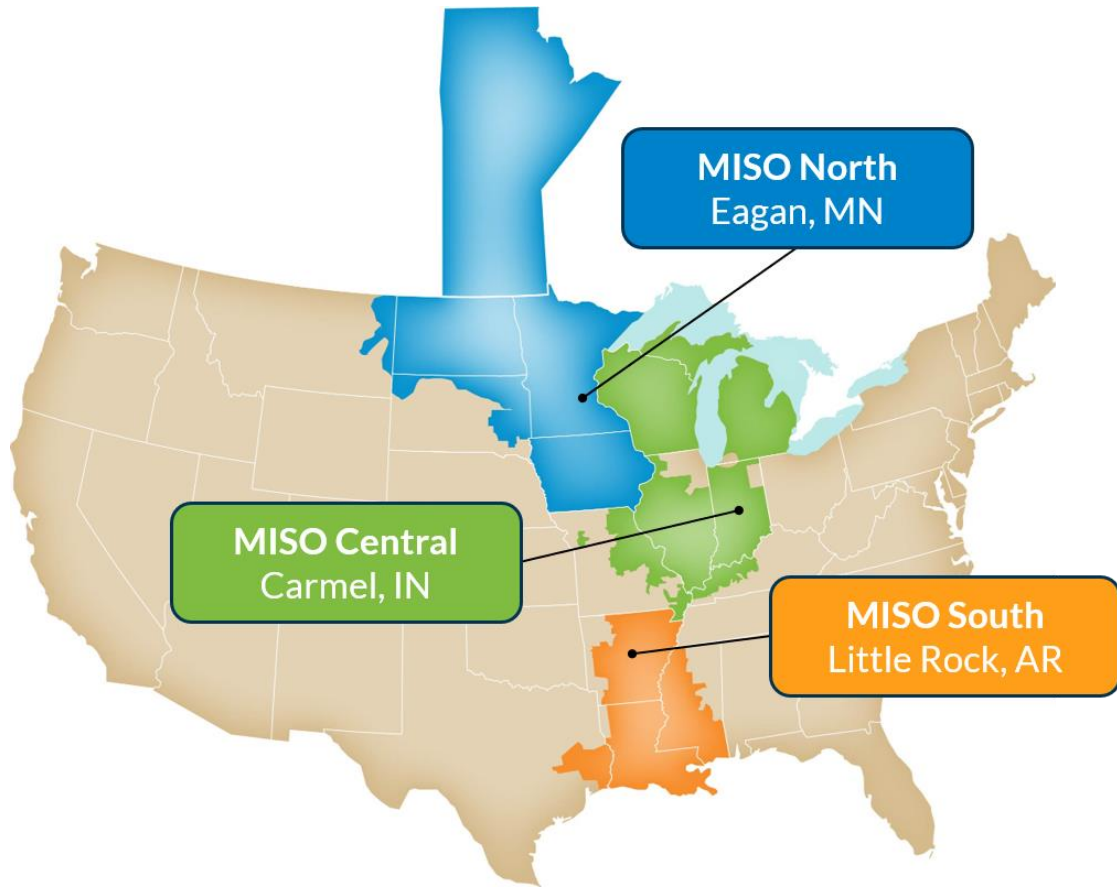 MISO North
Eagan, MN
MISO Central
Carmel, IN
MISO South
Little Rock, AR